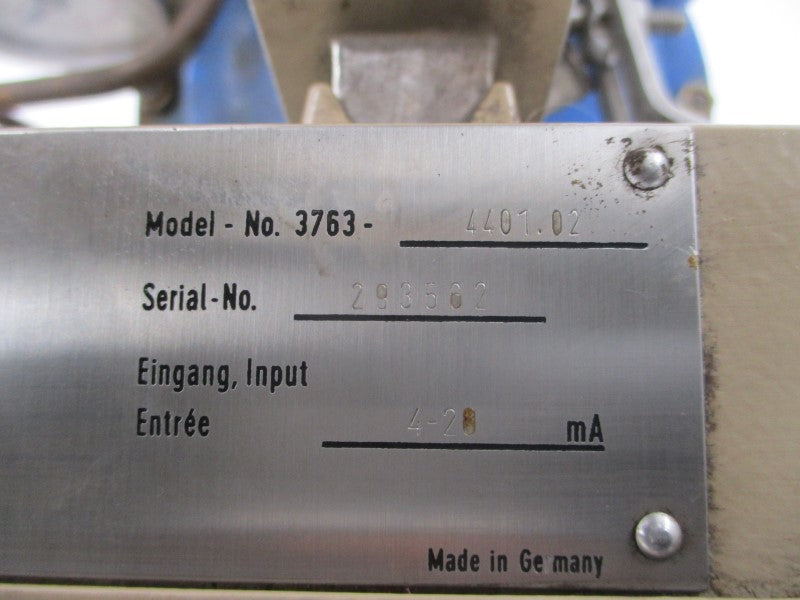 Model - No. 3763- 4401.02
Serial-No. 293562
Eingang, Input
Entrée 4-20 mA
Made in Ge many